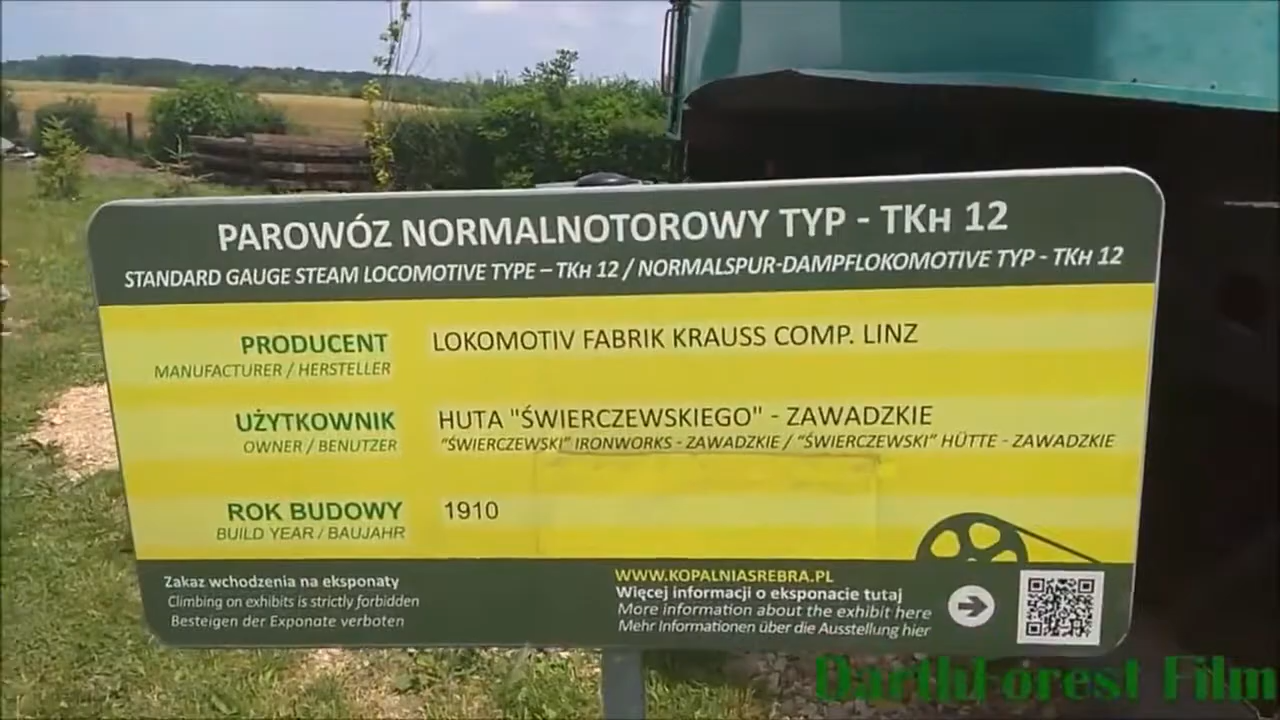 PAROWÓZ NORMALNOTOROWY TYP - TKH 12
STANDARD GAUGE STEAM LOCOMOTIVE TYPE – TKH 12 / NORMALSPUR-DAMPFLOKOMOTIVE TYP - TKH 12
PRODUCENT LOKOMOTIV FABRIK KRAUSS COMP. LINZ
MANUFACTURER / HERSTELLER
UŻYTKOWNIK HUTA "ŚWIERCZEWSKIEGO" - ZAWADZKIE
OWNER / BENUTZER "ŚWIERCZEWSKI" IRONWORKS - ZAWADZKIE / "ŚWIERCZEWSKI" HÜTTE - ZAWADZKIE
ROK BUDOWY 1910
BUILD YEAR / BAUJAHR
Zakaz wchodzenia na eksponaty
Climbing on exhibits is strictly forbidden
Besteigen der Exponate verboten
WWW.KOPALNIASREBRA.PL
Więcej informacji o eksponacie tutaj
More information about the exhibit here
Mehr Informationen über die Ausstellung hier
DarthForest Film